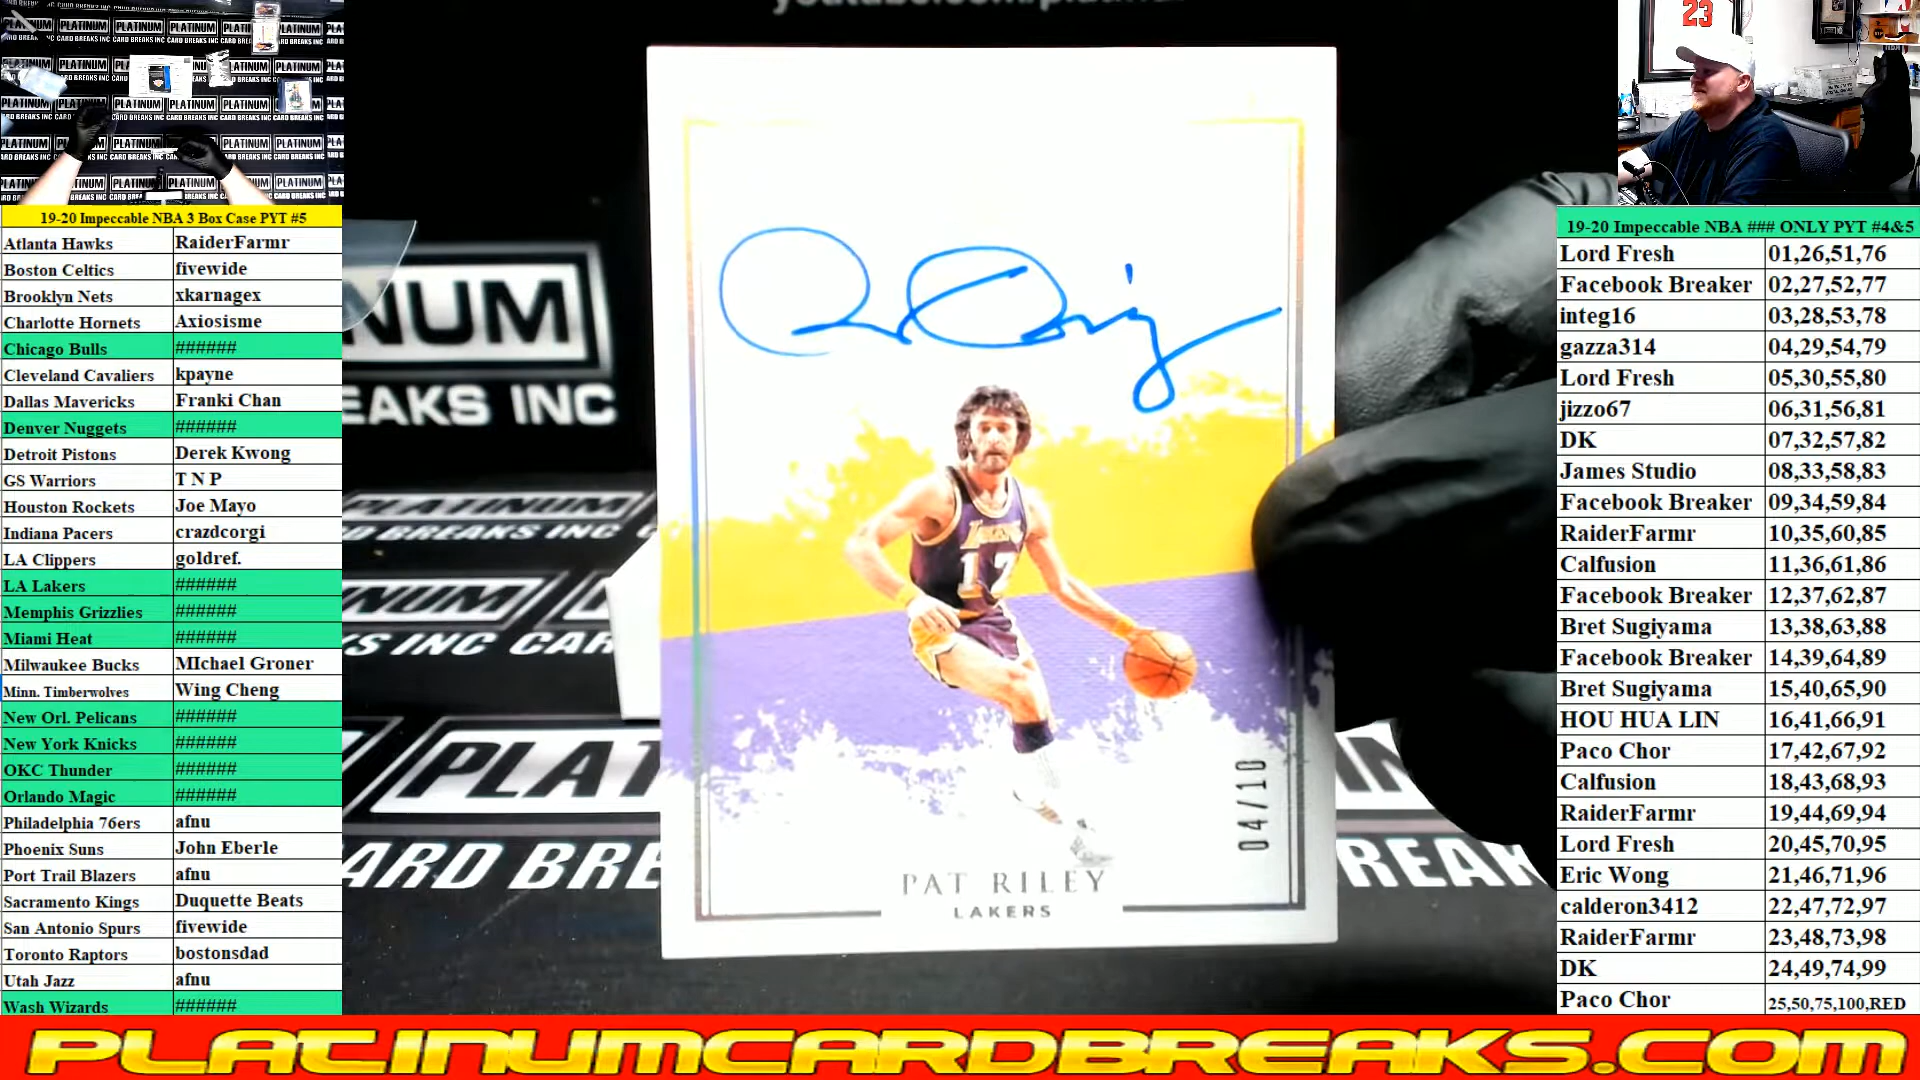 youtube.com/platinum
19-20 Impeccable NBA 3 Box Case PYT #5
Atlanta Hawks RaiderFarmr
Boston Celtics fivewide
Brooklyn Nets xkarnagex
Charlotte Hornets Axiosisme
Chicago Bulls ######
Cleveland Cavaliers kpayne
Dallas Mavericks Franki Chan
Denver Nuggets ######
Detroit Pistons Derek Kwong
GS Warriors T N P
Houston Rockets Joe Mayo
Indiana Pacers crazdcorgi
LA Clippers goldref.
LA Lakers ######
Memphis Grizzlies ######
Miami Heat ######
Milwaukee Bucks MIchael Groner
Minn. Timberwolves Wing Cheng
New Orl. Pelicans ######
New York Knicks ######
OKC Thunder ######
Orlando Magic ######
Philadelphia 76ers afnu
Phoenix Suns John Eberle
Port Trail Blazers afnu
Sacramento Kings Duquette Beats
San Antonio Spurs fivewide
Toronto Raptors bostonsdad
Utah Jazz afnu
Wash Wizards ######
LAKERS
17
04/10
PAT RILEY
LAKERS
23
19-20 Impeccable NBA ### ONLY PYT #4&5
Lord Fresh 01,26,51,76
Facebook Breaker 02,27,52,77
integ16 03,28,53,78
gazza314 04,29,54,79
Lord Fresh 05,30,55,80
jizzo67 06,31,56,81
DK 07,32,57,82
James Studio 08,33,58,83
Facebook Breaker 09,34,59,84
RaiderFarmr 10,35,60,85
Calfusion 11,36,61,86
Facebook Breaker 12,37,62,87
Bret Sugiyama 13,38,63,88
Facebook Breaker 14,39,64,89
Bret Sugiyama 15,40,65,90
HOU HUA LIN 16,41,66,91
Paco Chor 17,42,67,92
Calfusion 18,43,68,93
RaiderFarmr 19,44,69,94
Lord Fresh 20,45,70,95
Eric Wong 21,46,71,96
calderon3412 22,47,72,97
RaiderFarmr 23,48,73,98
DK 24,49,74,99
Paco Chor 25,50,75,100,RED
PLATINUMCARDBREAKS.COM